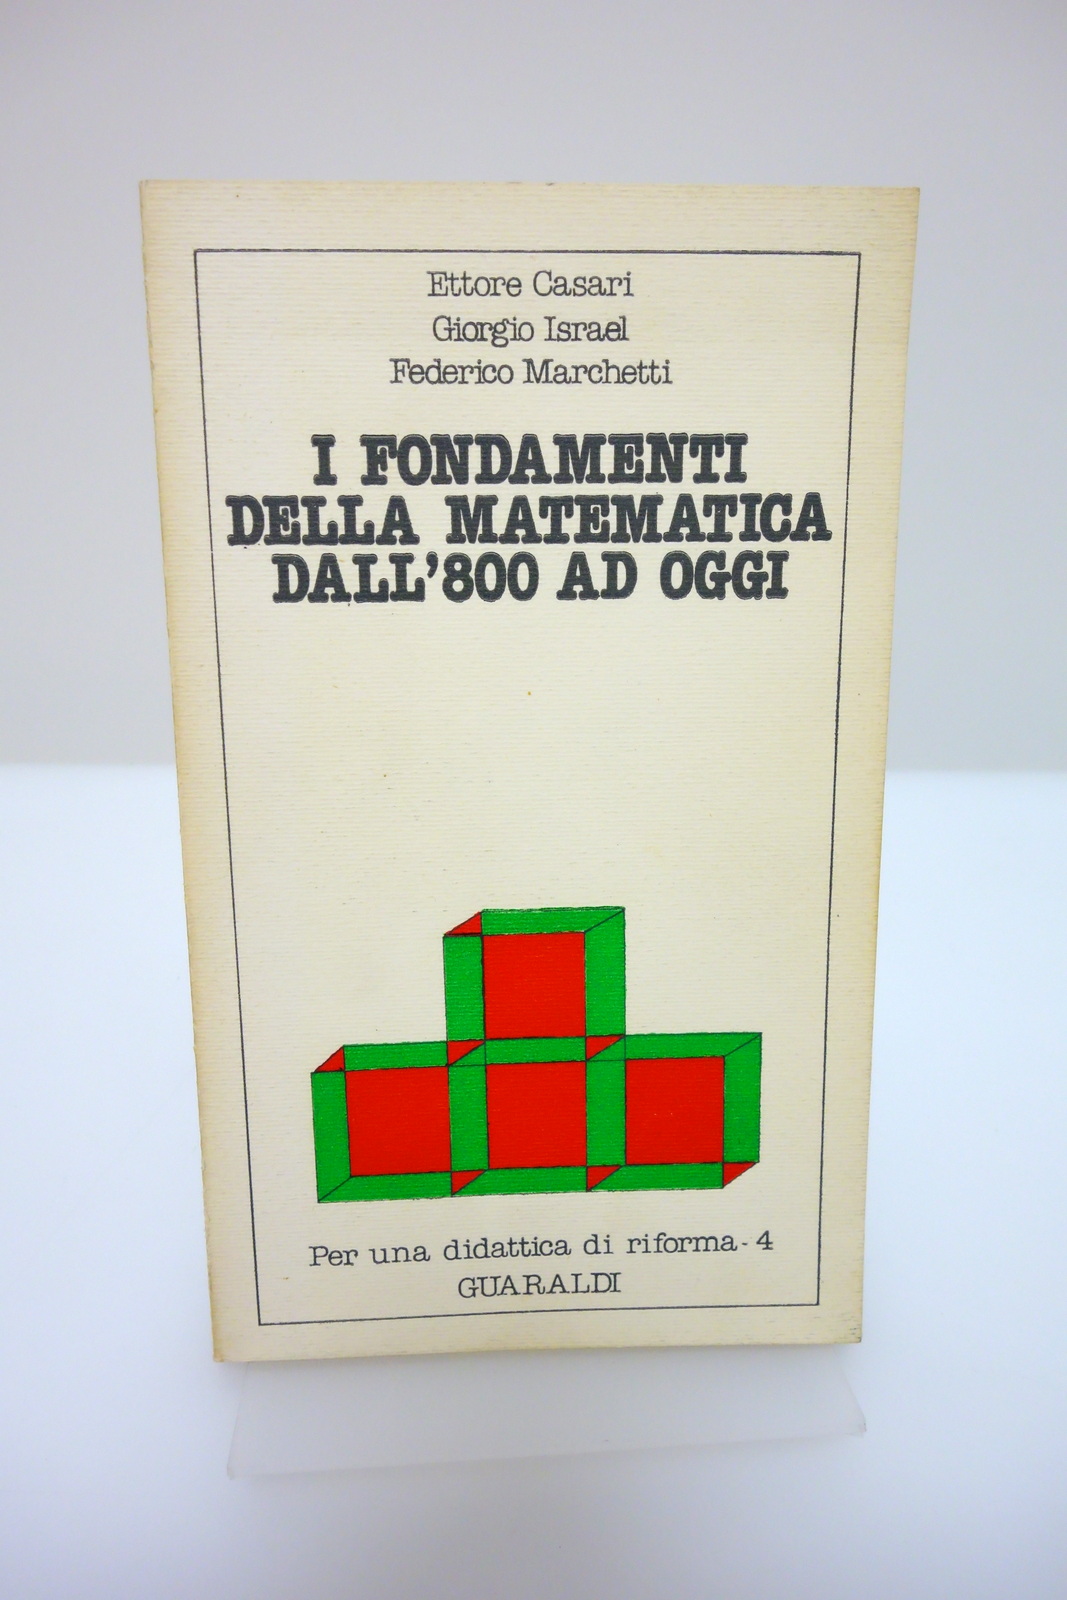 Ettore Casari
Giorgio Israel
Federico Marchetti
I FONDAMENTI
DELLA MATEMATICA
DALL'800 AD OGGI
Per una didattica di riforma - 4
GUARALDI